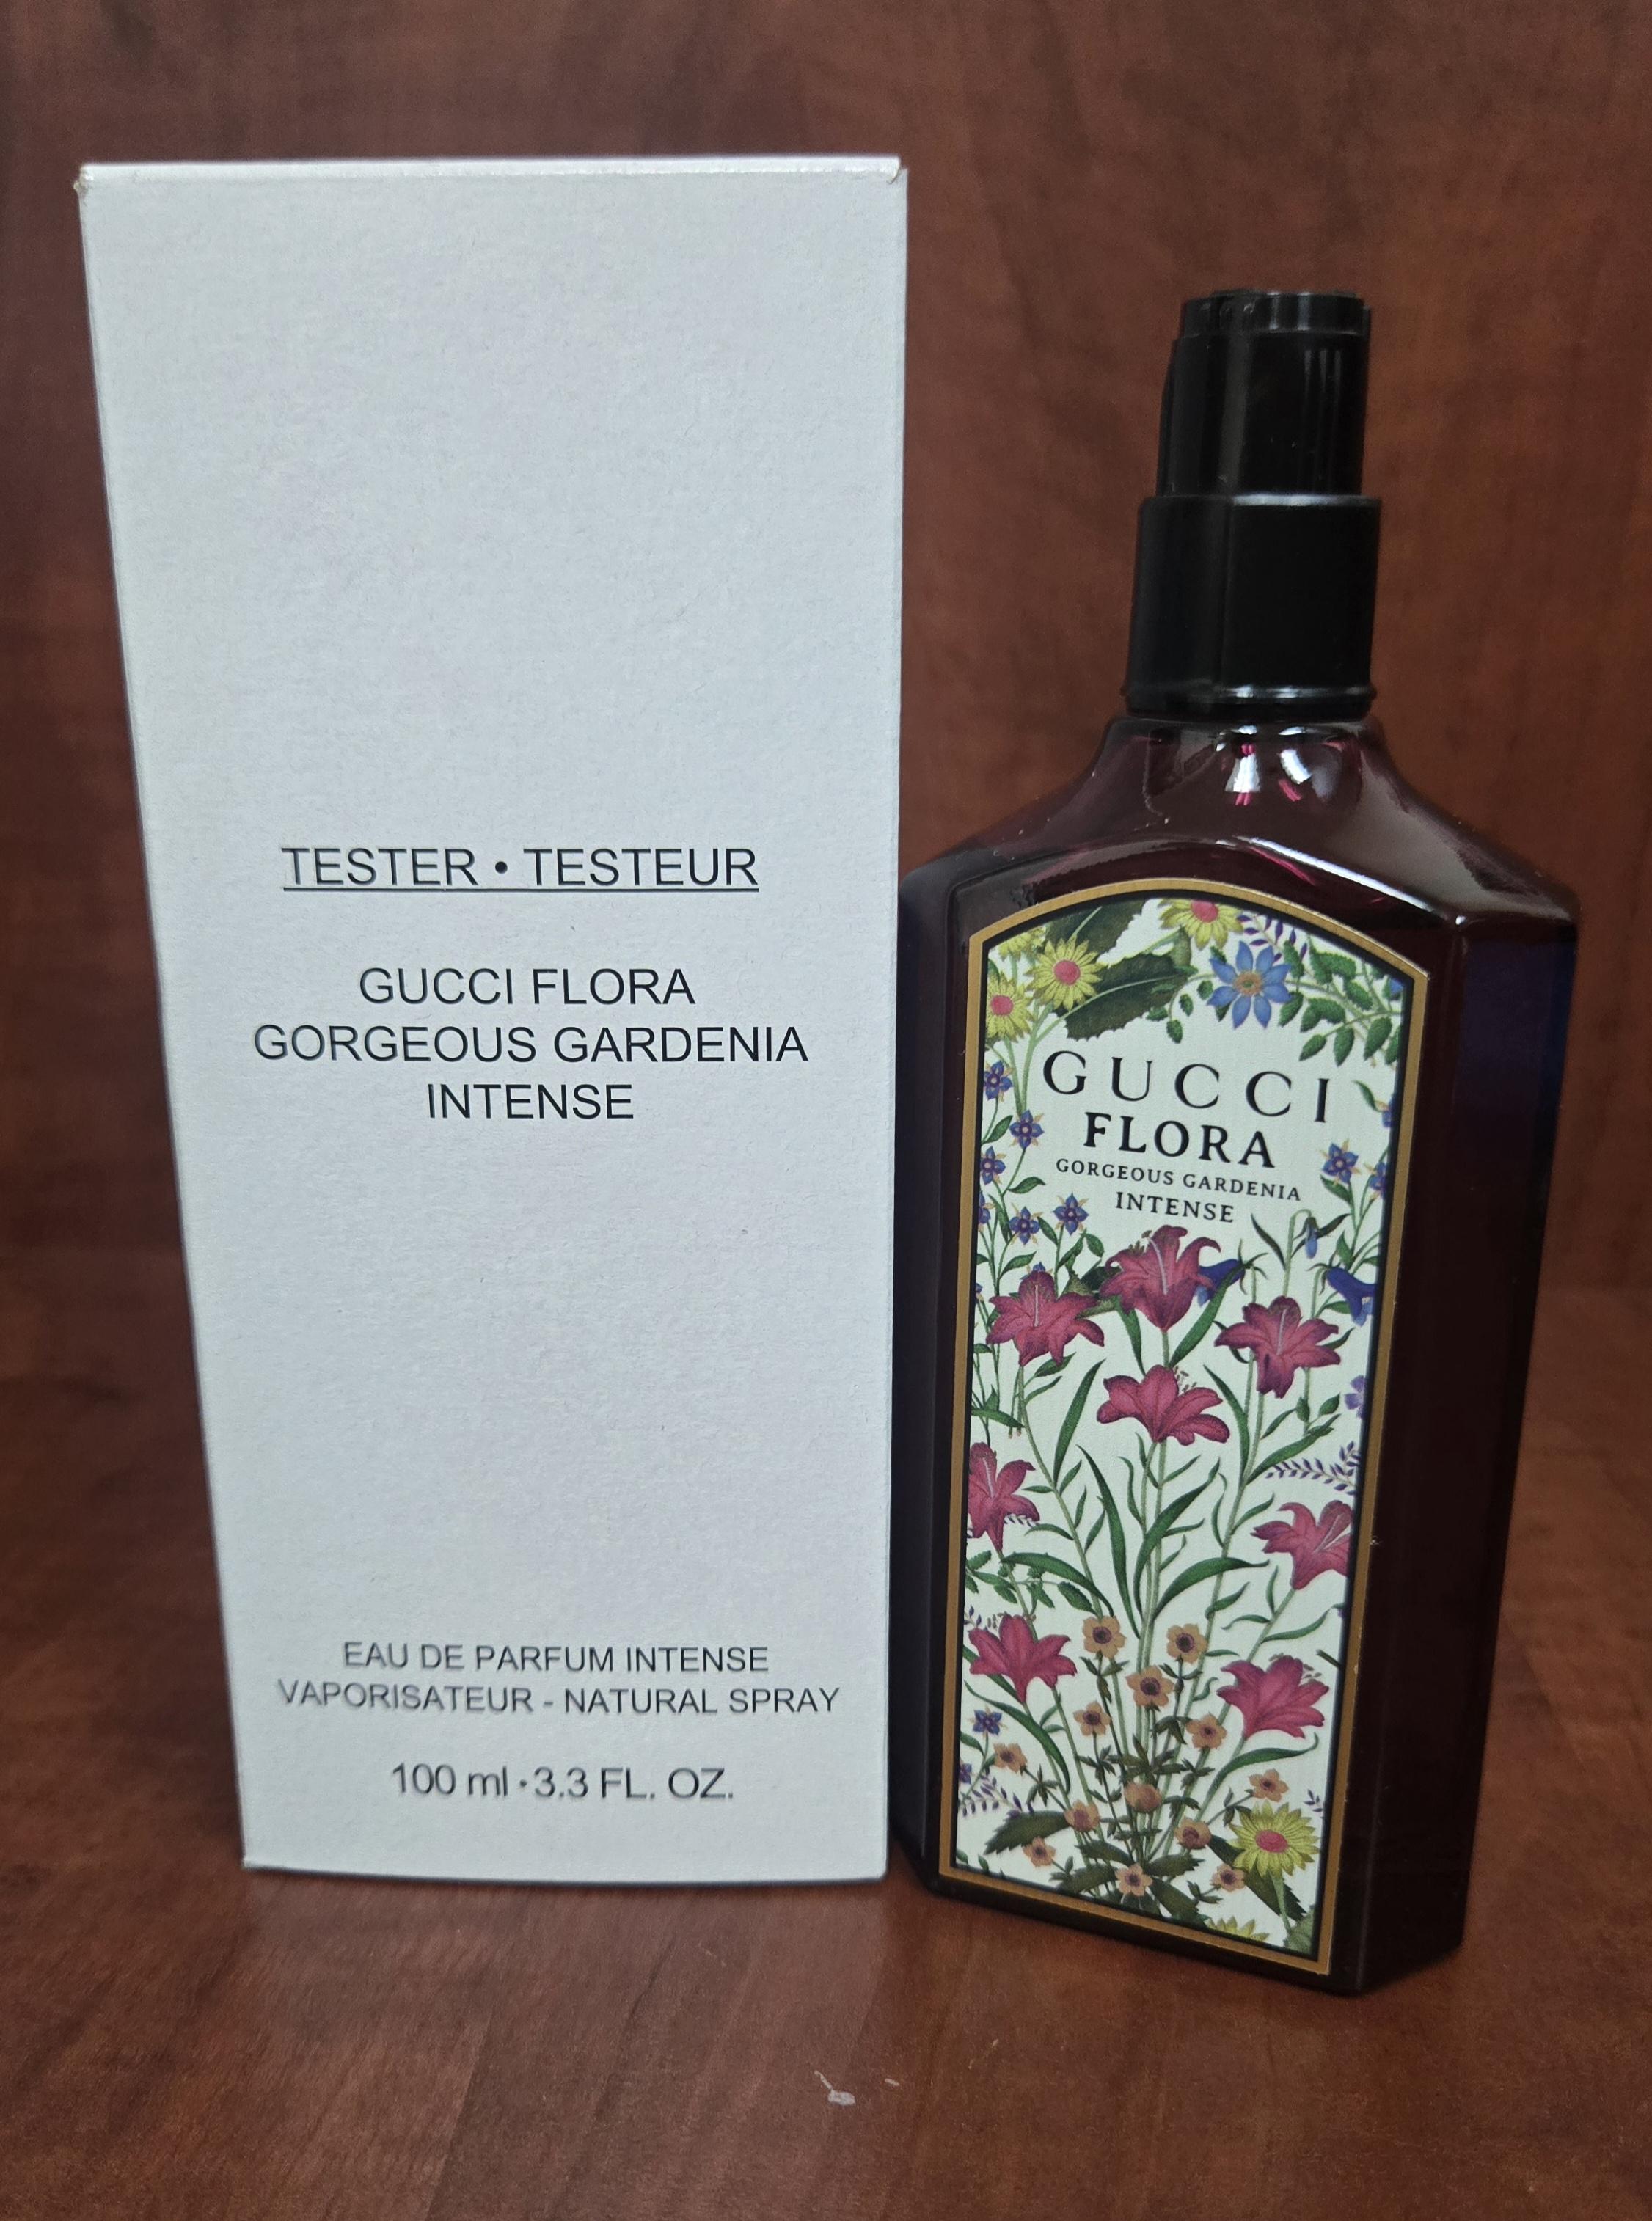 TESTER • TESTEUR
GUCCI FLORA
GORGEOUS GARDENIA
INTENSE
EAU DE PARFUM INTENSE
VAPORISATEUR - NATURAL SPRAY
100 ml • 3.3 FL. OZ.
GUCCI
FLORA
GORGEOUS GARDENIA
INTENSE